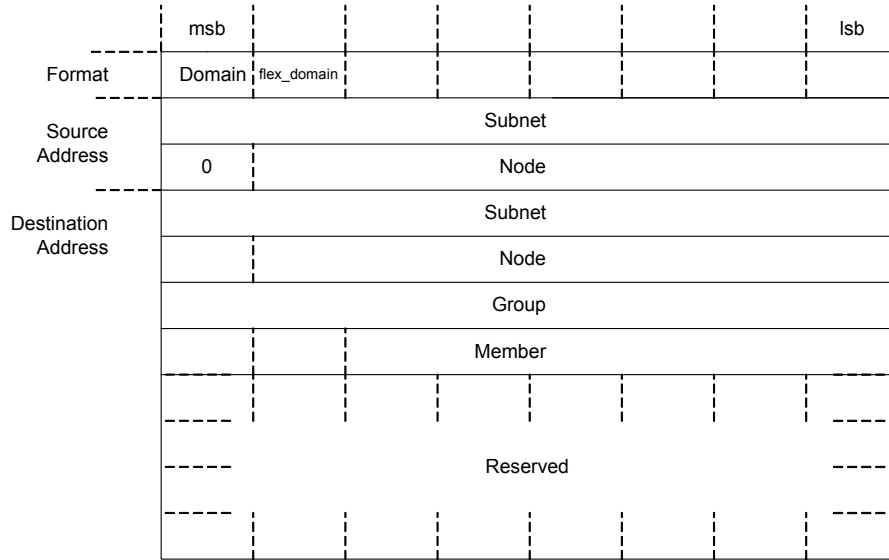 msb lsb
Format Domain flex_domain
Source
Address
Subnet
0 Node
Destination
Address
Subnet
Node
Group
Member
Reserved